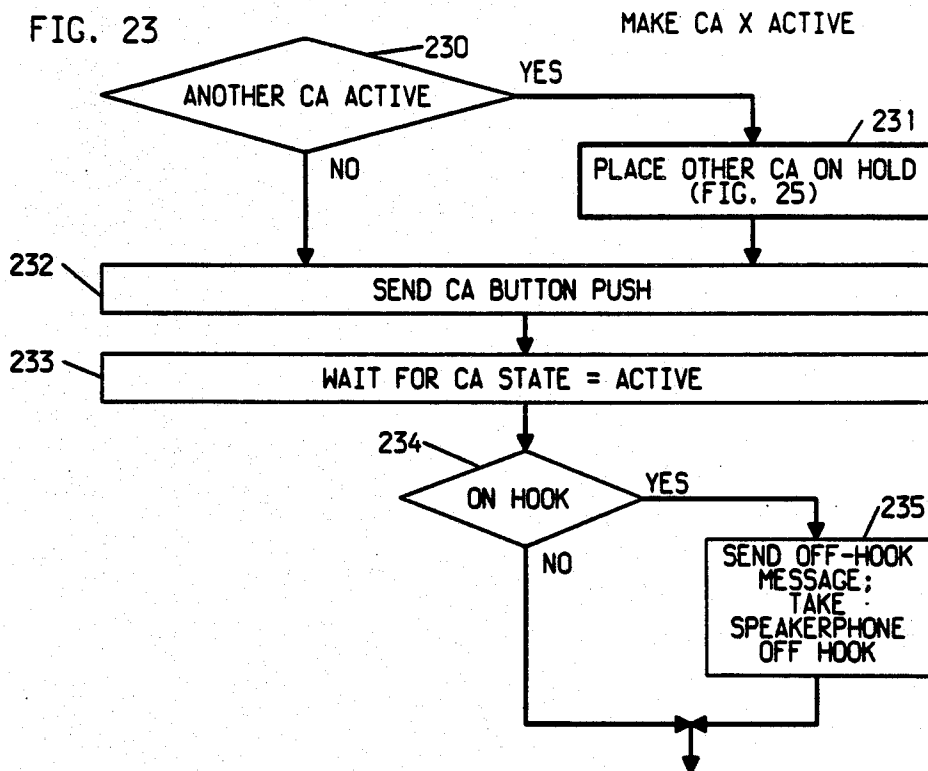 FIG. 23
MAKE CA X ACTIVE
230
ANOTHER CA ACTIVE
YES
NO
231
PLACE OTHER CA ON HOLD
(FIG. 25)
232
SEND CA BUTTON PUSH
233
WAIT FOR CA STATE = ACTIVE
234
ON HOOK
YES
NO
235
SEND OFF-HOOK
MESSAGE;
TAKE
SPEAKERPHONE
OFF HOOK